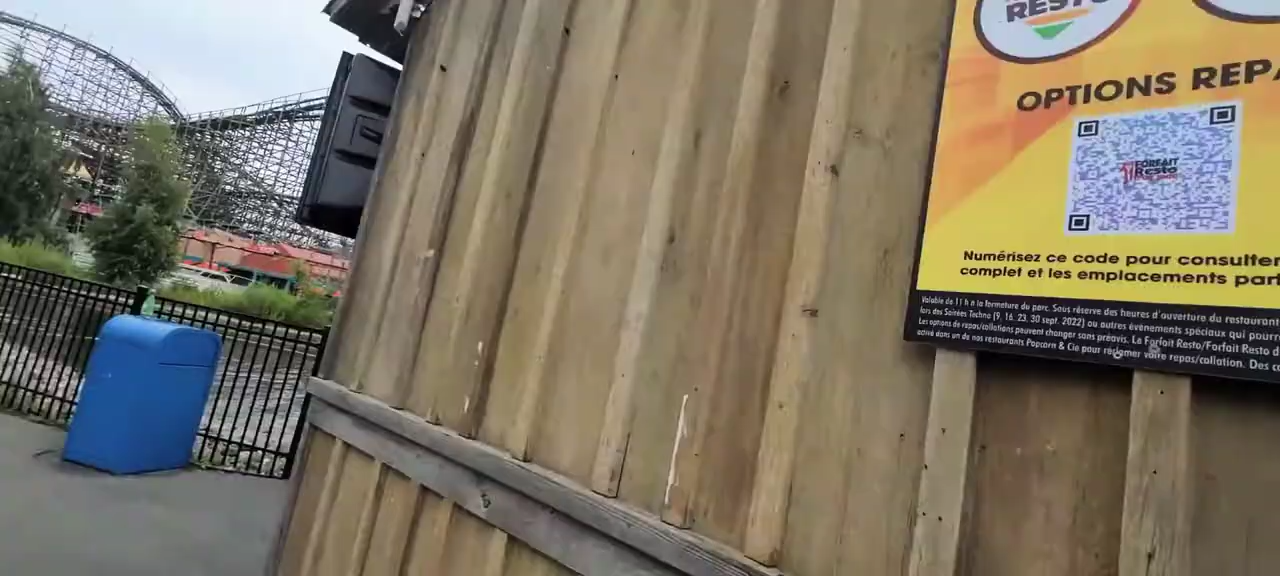 RESTO
OPTIONS REPA
FORFAIT
Resto
Numérisez ce code pour consulter
complet et les emplacements part
Valable de 11 h à la fermeture du parc. Sous réserve des heures d'ouverture du restaurant
lors des Soirées Techno (9, 16, 23, 30 sept. 2022) ou autres événements spéciaux qui pourr
Les options de repas/collations peuvent changer sans préavis. Le Forfait Resto/Forfait Resto d
activé dans un de nos restaurants Popcorn & Cie pour réclamer votre repas/collation. Des c